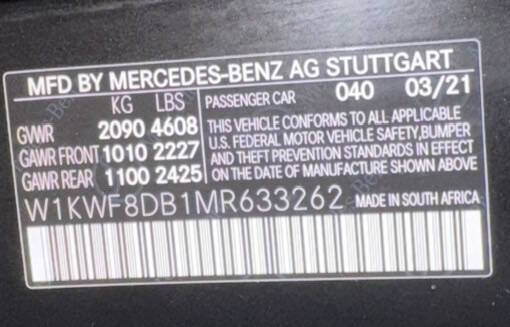 MFD BY MERCEDES-BENZ AG STUTTGART
KG LBS
GVWR 2090 4608
GAWR FRONT 1010 2227
GAWR REAR 1100 2425
PASSENGER CAR 040 03/21
THIS VEHICLE CONFORMS TO ALL APPLICABLE
U.S. FEDERAL MOTOR VEHICLE SAFETY,BUMPER
AND THEFT PREVENTION STANDARDS IN EFFECT
ON THE DATE OF MANUFACTURE SHOWN ABOVE
W1KWF8DB1MR633262 MADE IN SOUTH AFRICA